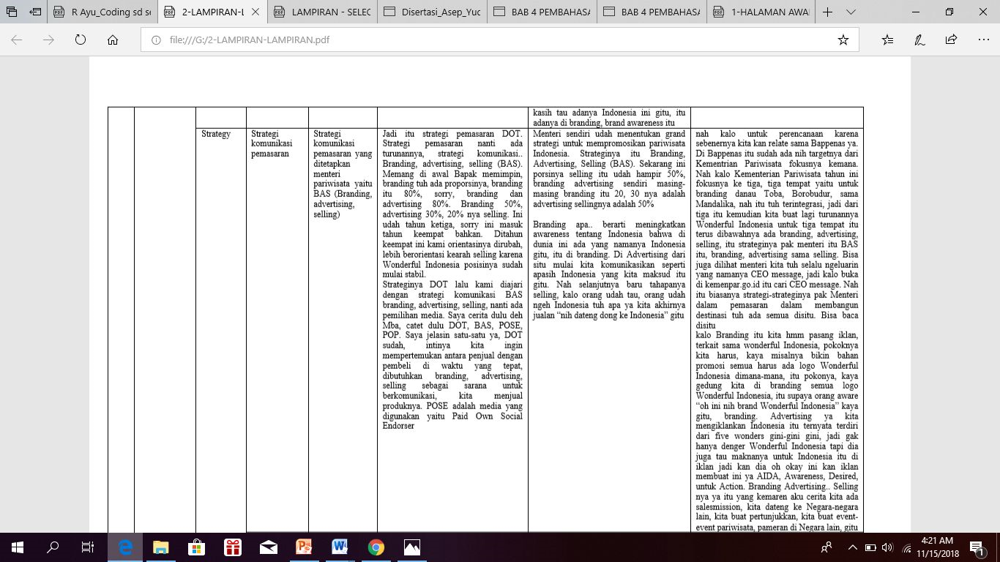 R Ayu_Coding sd se
2-LAMPIRAN-L
LAMPIRAN - SELEC
Disertasi_Asep_Yuc
BAB 4 PEMBAHASA
BAB 4 PEMBAHASA
1-HALAMAN AWA
file:///G:/2-LAMPIRAN-LAMPIRAN.pdf
kasih tau adanya Indonesia ini gitu, itu
adanya di branding, brand awareness itu
Strategy
Strategi
komunikasi
pemasaran
Strategi
komunikasi
pemasaran yang
ditetapkan
menteri
pariwisata yaitu
BAS (Branding,
advertising,
selling)
Jadi itu strategi pemasaran DOT.
Strategi pemasaran nanti ada
turunannya, strategi komunikasi..
Branding, advertising, selling (BAS).
Memang di awal Bapak memimpin,
branding tuh ada proporsinya, branding
itu 80%, sorry, branding dan
advertising 80%. Branding 50%,
advertising 30%, 20% nya selling. Ini
udah tahun ketiga, sorry ini masuk
tahun keempat bahkan. Ditahun
keempat ini kami orientasinya dirubah,
lebih berorientasi kearah selling karena
Wonderful Indonesia posisinya sudah
mulai stabil.
Strateginya DOT lalu kami diajari
dengan strategi komunikasi BAS
branding, advertising, selling, nanti ada
pemilihan media. Saya cerita dulu deh
Mba, catet dulu DOT, BAS, POSE,
POP. Saya jelasin satu-satu ya, DOT
sudah, intinya kita ingin
mempertemukan antara penjual dengan
pembeli di waktu yang tepat,
dibutuhkan branding, advertising,
selling sebagai sarana untuk
berkomunikasi, kita menjual
produknya. POSE adalah media yang
digunakan yaitu Paid Own Social
Endorser
Menteri sendiri udah menentukan grand
strategi untuk mempromosikan pariwisata
Indonesia. Strateginya itu Branding,
Advertising, Selling (BAS). Sekarang ini
porsinya selling itu udah hampir 50%,
branding advertising sendiri masing-
masing branding itu 20, 30 nya adalah
advertising sellingnya adalah 50%
Branding apa.. berarti meningkatkan
awareness tentang Indonesia bahwa di
dunia ini ada yang namanya Indonesia
gitu, itu di branding. Di Advertising dari
situ mulai kita komunikasikan seperti
apasih Indonesia yang kita maksud itu
gitu. Nah selanjutnya baru tahapanya
selling, kalo orang udah tau, orang udah
ngeh Indonesia tuh apa ya kita akhirnya
jualan “nih dateng dong ke Indonesia” gitu
nah kalo untuk perencanaan karena
sebenernya kita kan relate sama Bappenas ya.
Di Bappenas itu sudah ada nih targetnya dari
Kementrian Pariwisata fokusnya kemana.
Nah kalo Kementerian Pariwisata tahun ini
fokusnya ke tiga, tiga tempat yaitu untuk
branding danau Toba, Borobudur, sama
Mandalika, nah itu tuh terintegrasi, jadi dari
tiga itu kemudian kita buat lagi turunannya
Wonderful Indonesia untuk tiga tempat itu
terus dibawahnya ada branding, advertising,
selling, itu strateginya pak menteri itu BAS
itu, branding, advertising sama selling. Bisa
juga dilihat menteri kita tuh selalu ngeluarin
yang namanya CEO message, jadi kalo buka
di kemenpar.go.id itu cari CEO message. Nah
itu biasanya strategi-strateginya pak Menteri
dalam pemasaran dalam membangun
destinasi tuh ada semua disitu. Bisa baca
disitu
kalo Branding itu kita hmm pasang iklan,
terkait sama wonderful Indonesia, pokoknya
kita harus, kaya misalnya bikin bahan
promosi semua harus ada logo Wonderful
Indonesia dimana-mana, itu pokonya, kaya
gedung kita di branding semua logo
Wonderful Indonesia, itu supaya orang aware
“oh ini nih brand Wonderful Indonesia” kaya
gitu, branding. Advertising ya kita
mengiklankan Indonesia itu ternyata terdiri
dari five wonders gini-gini gini, jadi gak
hanya denger Wonderful Indonesia tapi dia
juga tau maknanya untuk Indonesia itu di
iklan jadi kan dia oh okay ini kan iklan
membuat ini ya AIDA, Awareness, Desired,
untuk Action. Branding Advertising.. Selling
nya ya itu yang kemaren aku cerita kita ada
salesmission, kita dateng ke Negara-negara
lain, kita buat pertunjukkan, kita buat event-
event pariwisata, pameran di Negara lain, gitu
4:21 AM
11/15/2018
1